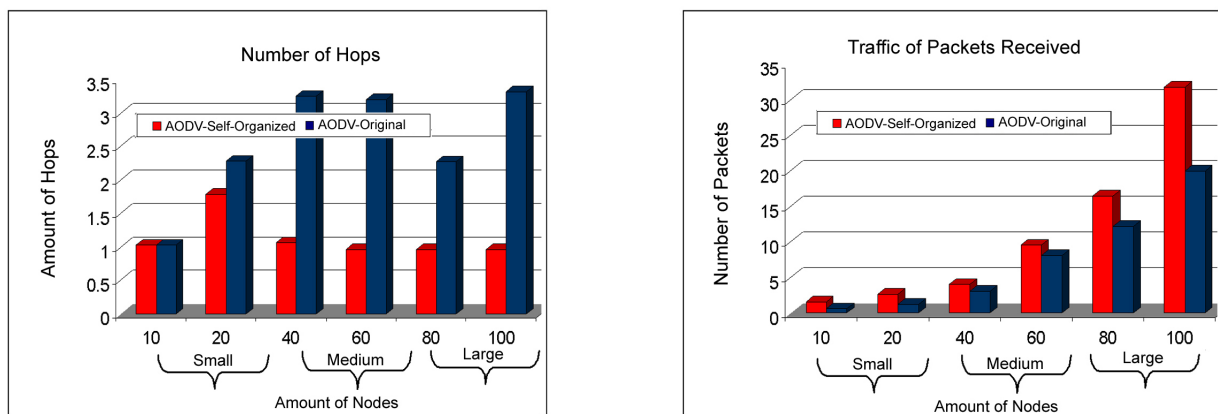 Number of Hops
Amount of Hops
3.5
3
2.5
2
1.5
1
0.5
0
AODV-Self-Organized AODV-Original
10 20 40 60 80 100
Small Medium Large
Amount of Nodes
Traffic of Packets Received
Number of Packets
35
30
25
20
15
10
5
0
AODV-Self-Organized AODV-Original
10 20 40 60 80 100
Small Medium Large
Amount of Nodes